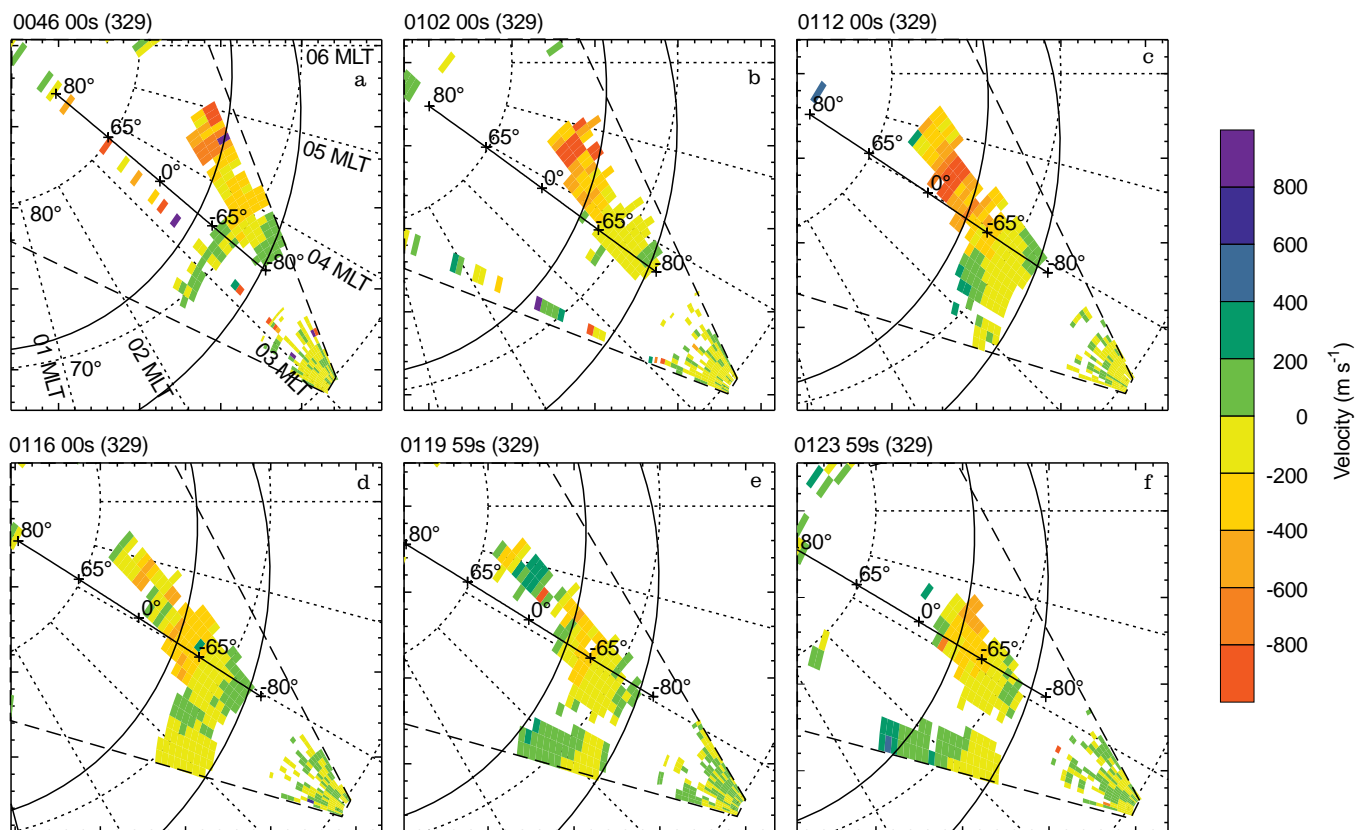 0046 00s (329)
0102 00s (329)
0112 00s (329)
06 MLT
a
b
c
80°
65°
0°
-65°
-80°
05 MLT
04 MLT
03 MLT
02 MLT
01 MLT
80°
70°
80°
65°
0°
-65°
-80°
80°
65°
0°
-65°
-80°
800
600
400
200
0
-200
-400
-600
-800
Velocity (m s-1)
0116 00s (329)
0119 59s (329)
0123 59s (329)
d
e
f
80°
65°
0°
-65°
-80°
80°
65°
0°
-65°
-80°
80°
65°
0°
-65°
-80°